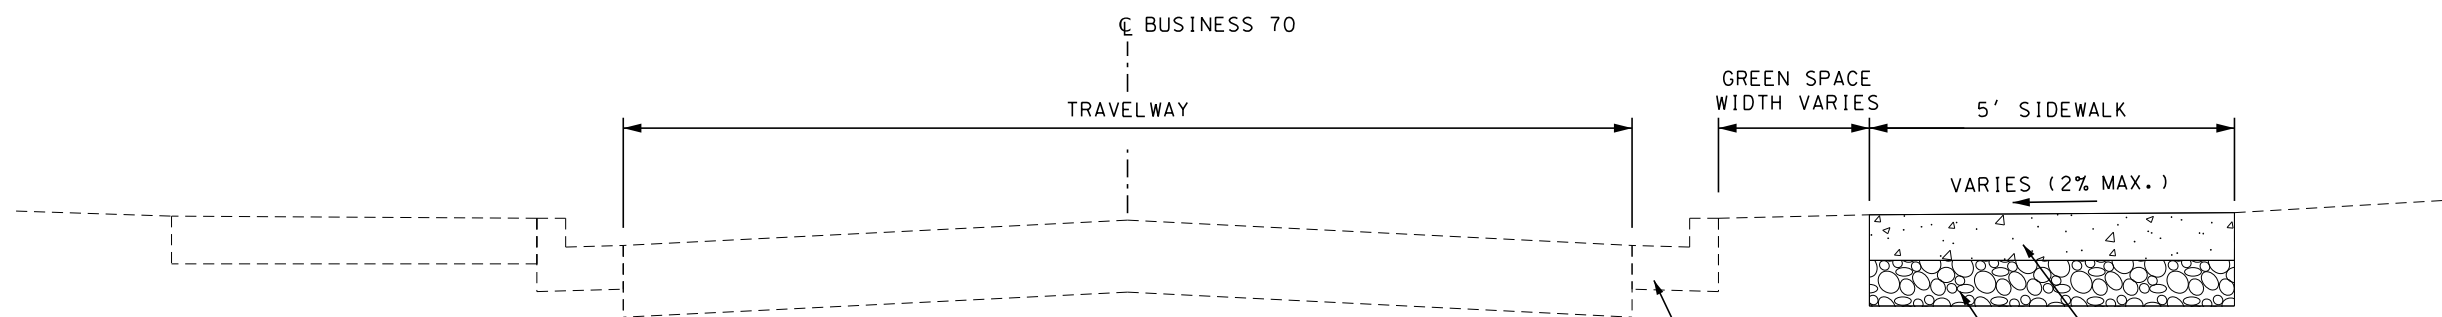 ℄ BUSINESS 70
GREEN SPACE
WIDTH VARIES
TRAVELWAY
5' SIDEWALK
VARIES (2% MAX.)